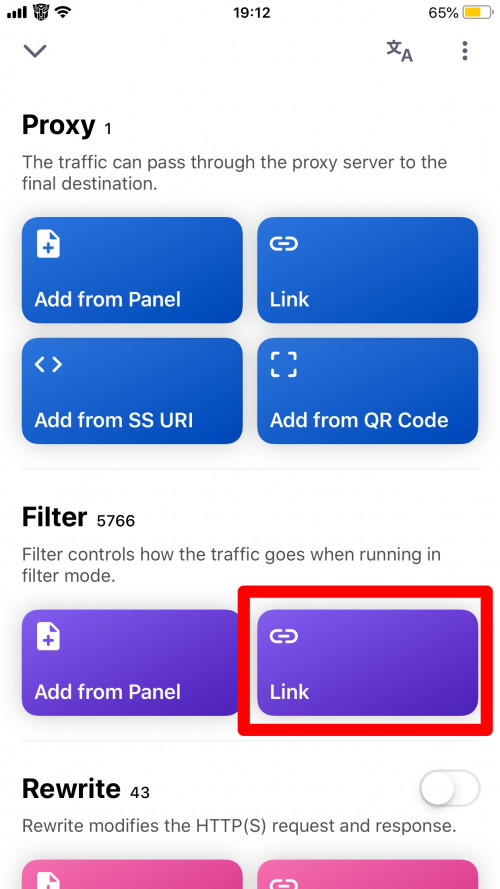 19:12
65%
文A
Proxy 1
The traffic can pass through the proxy server to the
final destination.
Add from Panel
Link
Add from SS URI
Add from QR Code
Filter 5766
Filter controls how the traffic goes when running in
filter mode.
Add from Panel
Link
Rewrite 43
Rewrite modifies the HTTP(S) request and response.